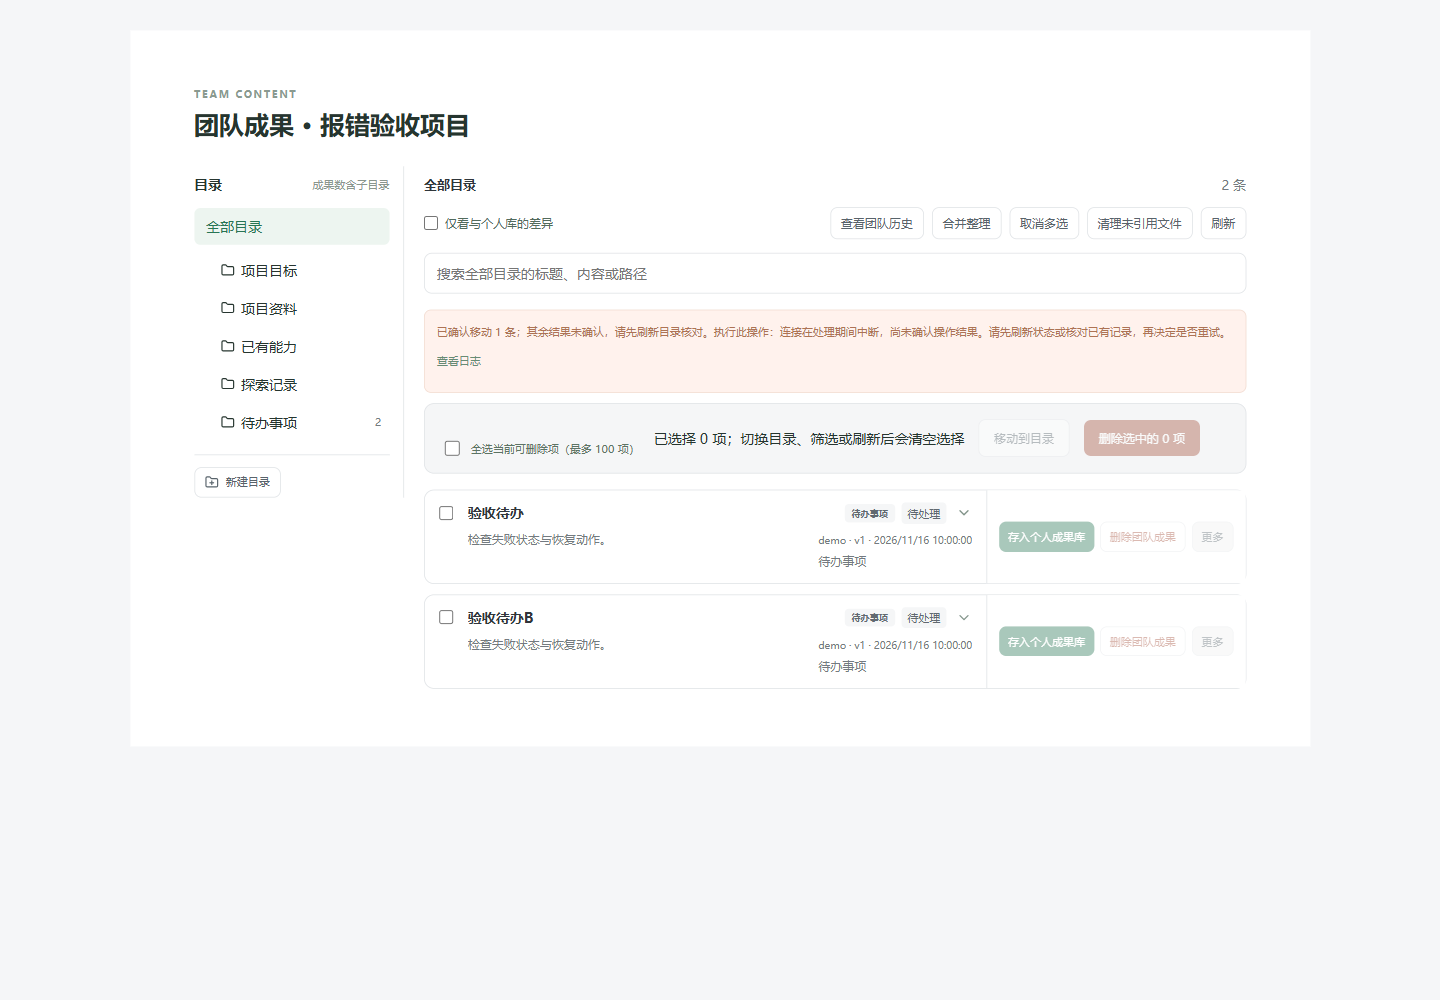 TEAM CONTENT
团队成果 • 报错验收项目
目录
成果数含子目录
全部目录
项目目标
项目资料
已有能力
探索记录
待办事项 2
新建目录
全部目录
2 条
仅看与个人库的差异
查看团队历史
合并整理
取消多选
清理未引用文件
刷新
搜索全部目录的标题、内容或路径
已确认移动 1 条；其余结果未确认，请先刷新目录核对。执行此操作：连接在处理期间中断，尚未确认操作结果。请先刷新状态或核对已有记录，再决定是否重试。
查看日志
全选当前可删除项（最多 100 项）
已选择 0 项；切换目录、筛选或刷新后会清空选择
移动到目录
删除选中的 0 项
验收待办
待办事项
待处理
检查失败状态与恢复动作。
demo · v1 · 2026/11/16 10:00:00
待办事项
存入个人成果库
删除团队成果
更多
验收待办B
待办事项
待处理
检查失败状态与恢复动作。
demo · v1 · 2026/11/16 10:00:00
待办事项
存入个人成果库
删除团队成果
更多